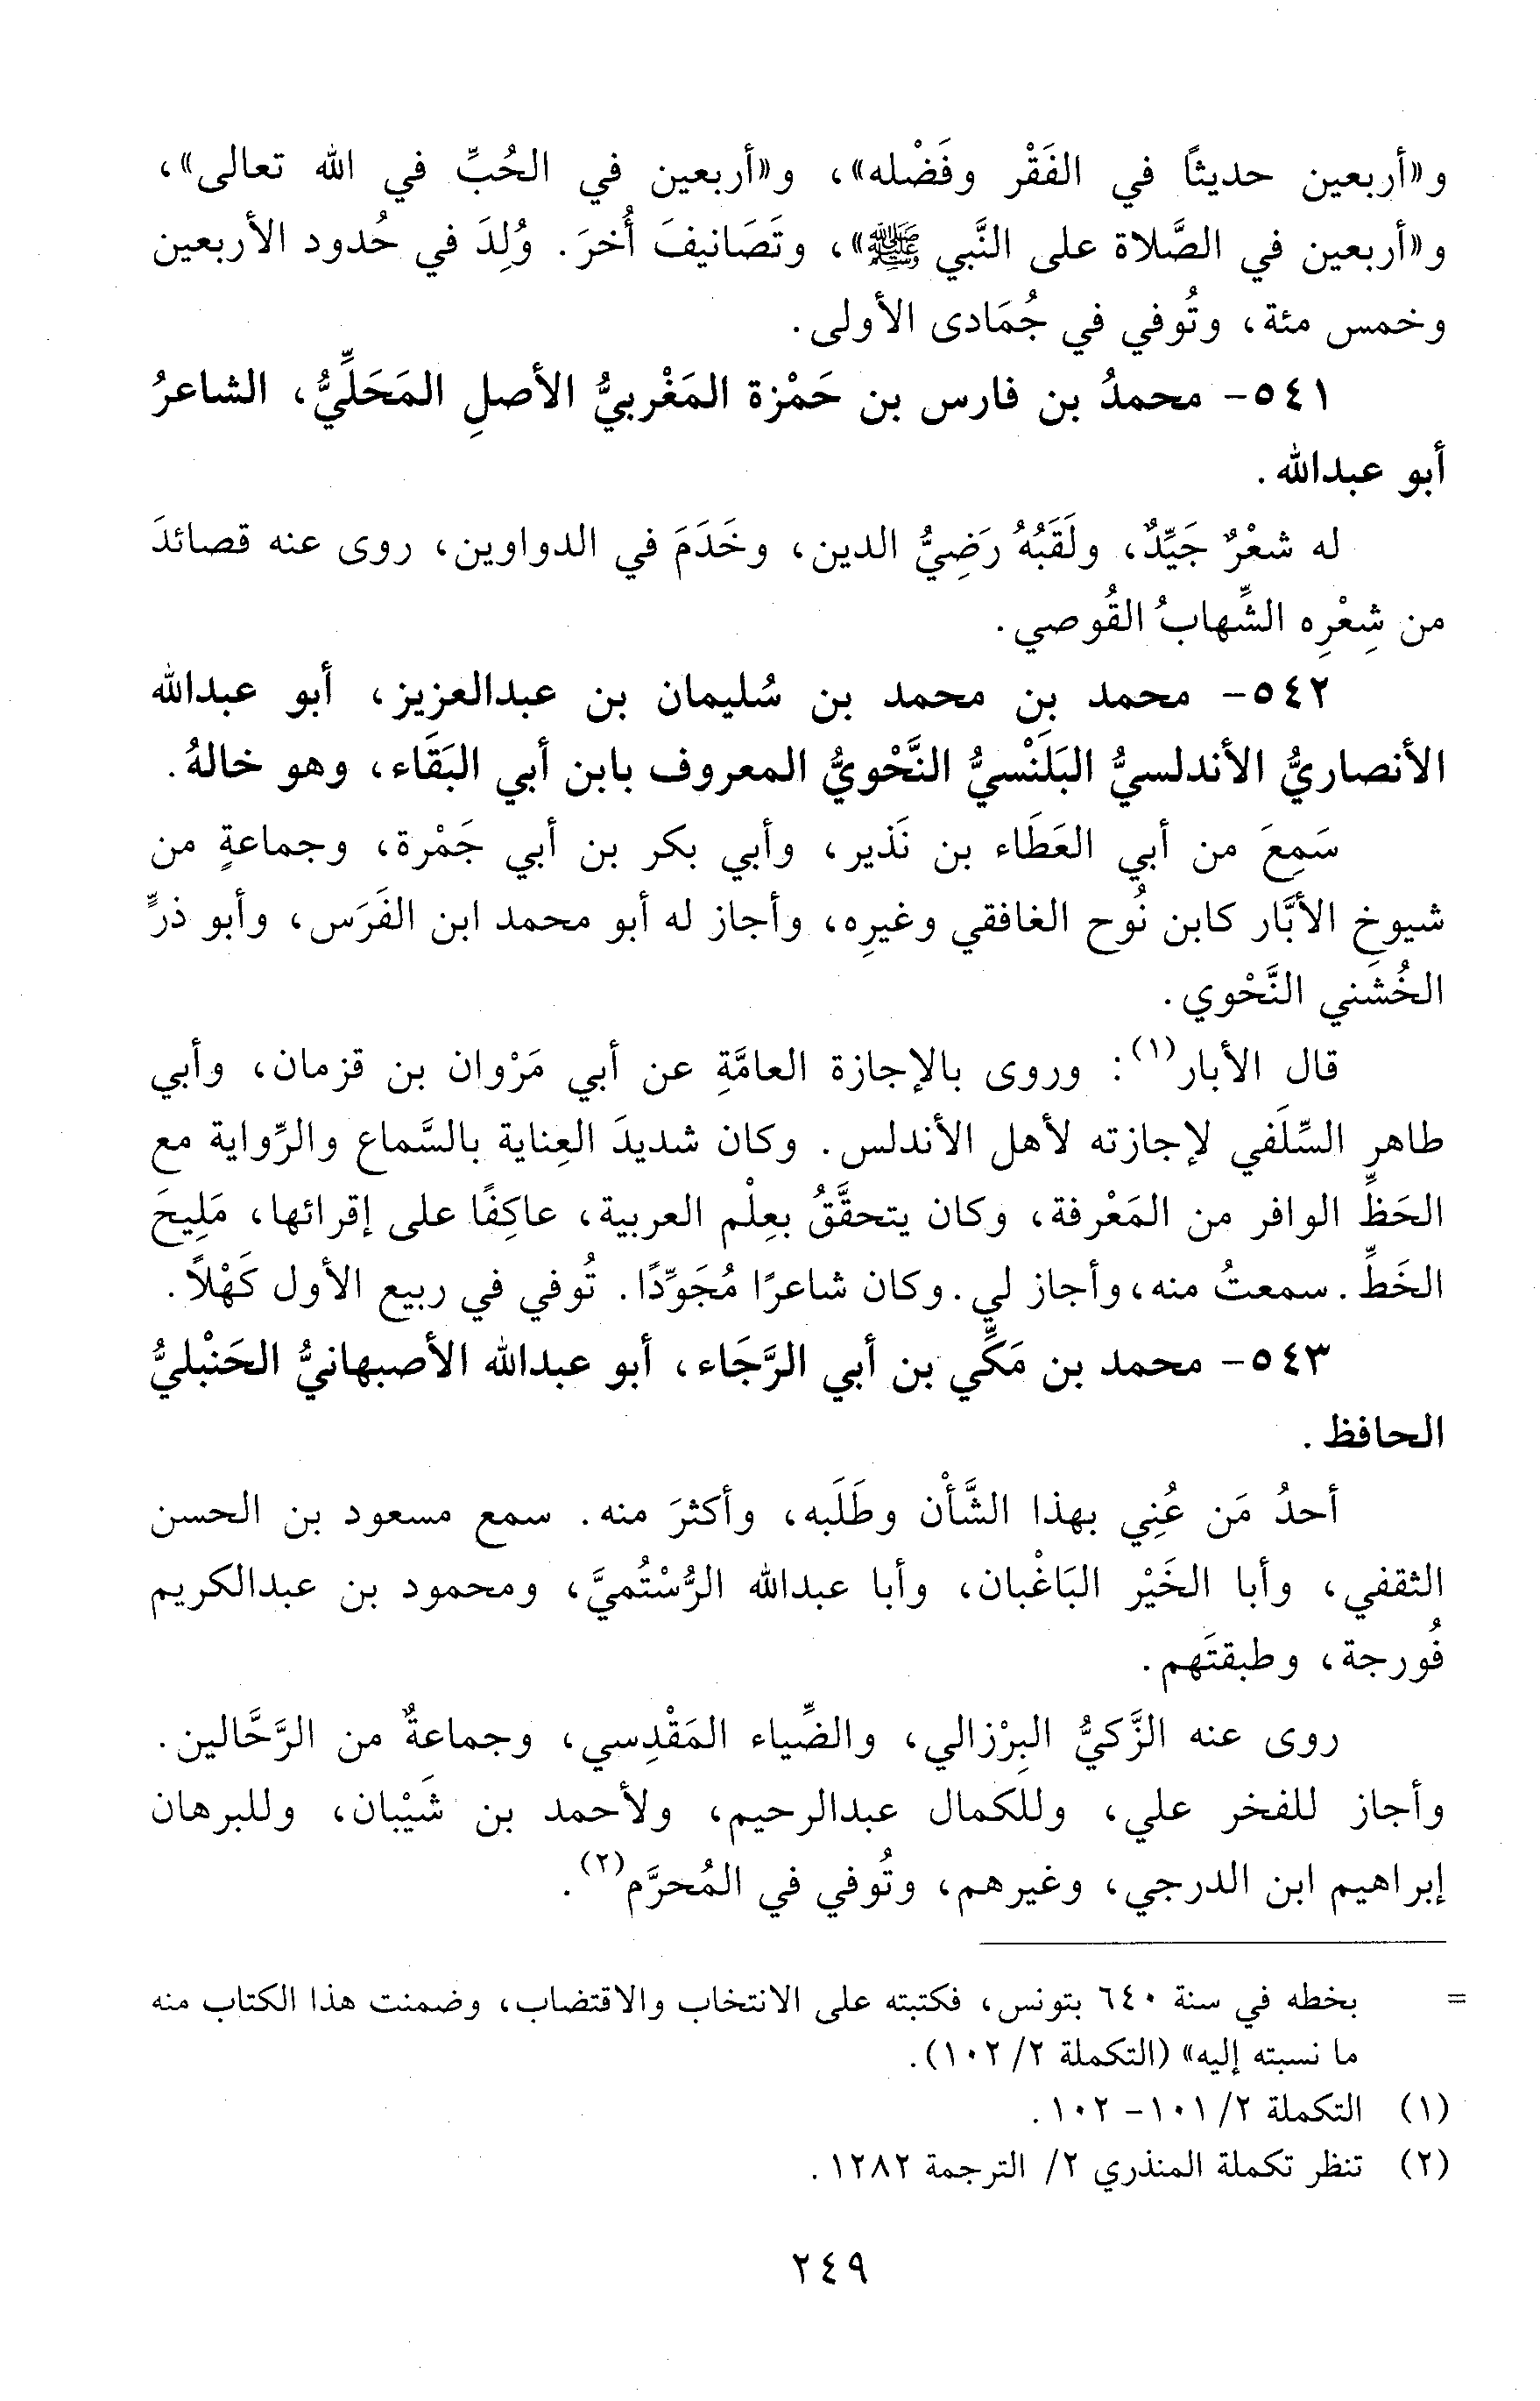 و«أربعين حديثاً في الفَقْر وفَضْله»، و«أربعين في الحُبِّ في الله تعالى»،
و«أربعين في الصَّلاة على النَّبي ﷺ»، وتَصَانيفَ أُخرَ. وُلِدَ في حُدود الأربعين
وخمس مئة، وتُوفي في جُمَادى الأولى.
٥٤١- محمدُ بن فارس بن حَمْزة المَغْربيُّ الأصلِ المَحَلِّيُّ، الشاعرُ
أبو عبدالله.
له شعْرٌ جَيِّدٌ، ولَقَبُهُ رَضِيُّ الدين، وخَدَمَ في الدواوين، روى عنه قصائدَ
من شِعْرِه الشِّهابُ القُوصي.
٥٤٢- محمد بن محمد بن سُليمان بن عبدالعزيز، أبو عبدالله
الأنصاريُّ الأندلسيُّ البَلَنْسيُّ النَّحْويُّ المعروف بابن أبي البَقَاء، وهو خالهُ.
سَمِعَ من أبي العَطَاء بن نَذير، وأبي بكر بن أبي جَمْرة، وجماعةٍ من
شيوخِ الأبَّار كابن نُوح الغافقي وغيرِه، وأجاز له أبو محمد ابن الفَرَس، وأبو ذرٍّ
الخُشَني النَّحْوي.
قال الأبار(١): وروى بالإجازة العامَّةِ عن أبي مَرْوان بن قزمان، وأبي
طاهرٍ السِّلَفي لإجازته لأهل الأندلس. وكان شديدَ العِناية بالسَّماع والرِّواية مع
الحَظِّ الوافر من المَعْرفة، وكان يتحقَّقُ بعِلْم العربية، عاكِفًا على إقرائها، مَلِيحَ
الخَطِّ. سمعتُ منه، وأجاز لي. وكان شاعرًا مُجَوِّدًا. تُوفي في ربيع الأول كَهْلاً.
٥٤٣- محمد بن مَكِّي بن أبي الرَّجَاء، أبو عبدالله الأصبهانيُّ الحَنْبليُّ
الحافظ.
أحدُ مَن عُنِي بهذا الشَّأْن وطَلَبه، وأكثرَ منه. سمع مسعود بن الحسن
الثقفي، وأبا الخَيْر البَاغْبان، وأبا عبدالله الرُّسْتُميَّ، ومحمود بن عبدالكريم
فُورجة، وطبقتَهم.
روى عنه الزَّكيُّ البِرْزالي، والضِّياء المَقْدِسي، وجماعةٌ من الرَّحَّالين.
وأجاز للفخر علي، وللكمال عبدالرحيم، ولأحمد بن شَيْبان، وللبرهان
إبراهيم ابن الدرجي، وغيرهم، وتُوفي في المُحرَّم(٢).
= بخطه في سنة ٦٤٠ بتونس، فكتبته على الانتخاب والاقتضاب، وضمنت هذا الكتاب منه
ما نسبته إليه» (التكملة ٢/ ١٠٢).
(١) التكملة ٢/ ١٠١- ١٠٢.
(٢) تنظر تكملة المنذري ٢/ الترجمة ١٢٨٢.
٢٤٩